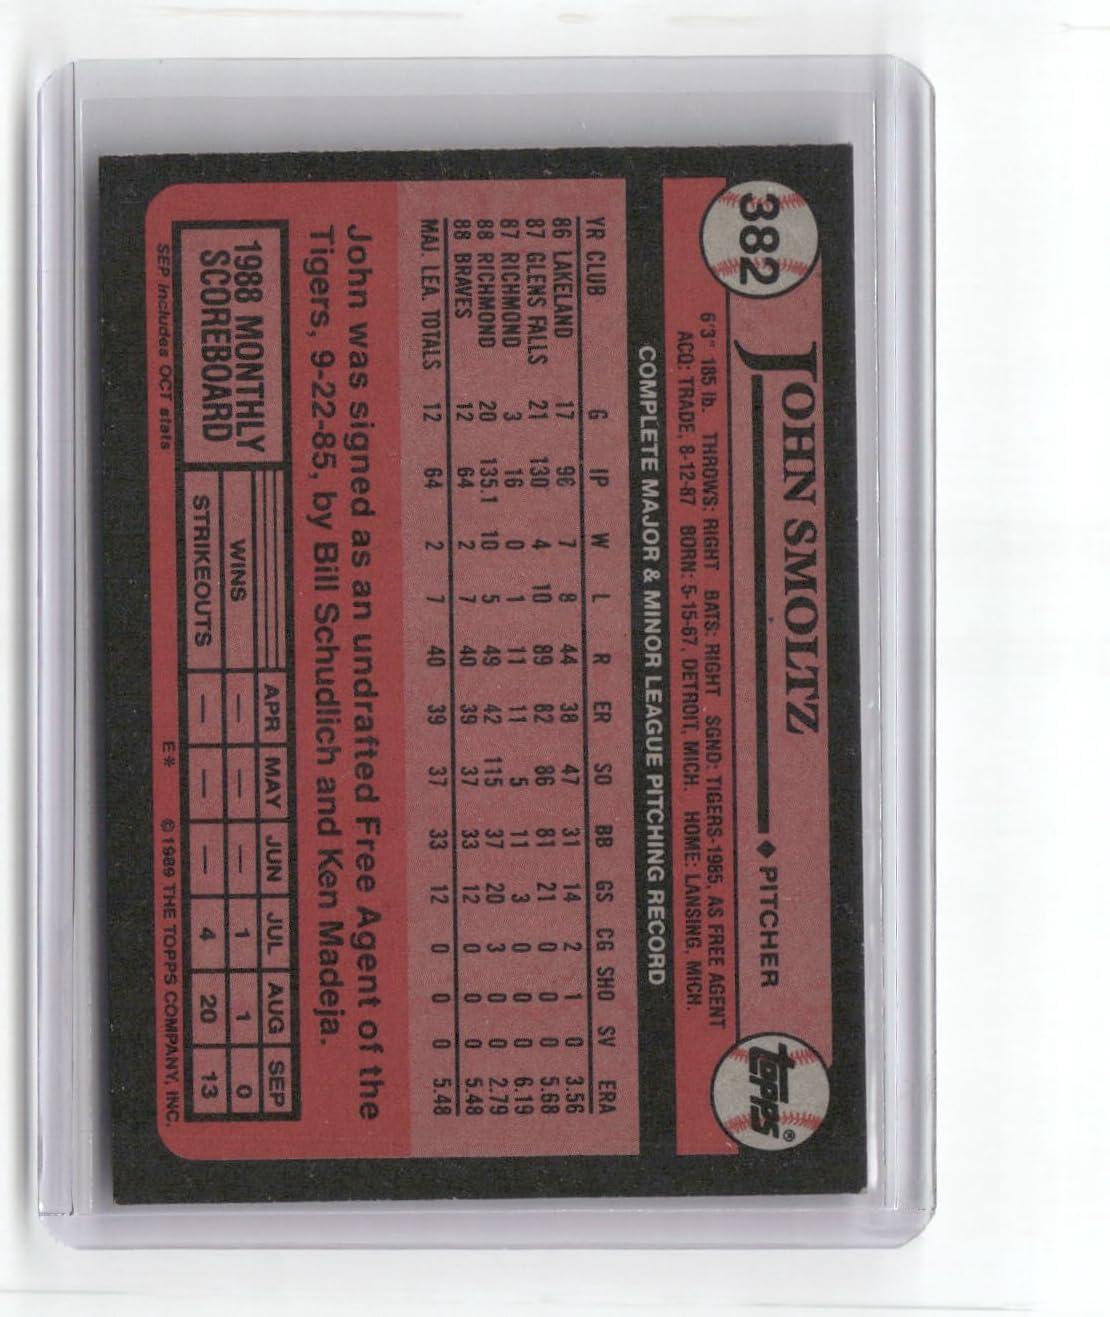 382
JOHN SMOLTZ
◆ PITCHER
topps®
6'3" 185 lb. THROWS: RIGHT BATS: RIGHT SGND: TIGERS-1985, AS FREE AGENT
ACQ: TRADE, 8-12-87 BORN: 5-15-67, DETROIT, MICH. HOME: LANSING, MICH.
COMPLETE MAJOR & MINOR LEAGUE PITCHING RECORD
YR CLUB G IP W L R ER SO BB GS CG SHO SV ERA
86 LAKELAND 17 96 7 8 44 38 47 31 14 2 1 0 3.56
87 GLENS FALLS 21 130 4 10 89 82 86 81 21 0 0 0 5.68
87 RICHMOND 3 16 0 1 11 11 5 11 3 0 0 0 6.19
88 RICHMOND 20 135.1 10 5 49 42 115 37 20 3 0 0 2.79
88 BRAVES 12 64 2 7 40 39 37 33 12 0 0 0 5.48
MAJ. LEA. TOTALS 12 64 2 7 40 39 37 33 12 0 0 0 5.48
John was signed as an undrafted Free Agent of the
Tigers, 9-22-85, by Bill Schudlich and Ken Madeja.
1988 MONTHLY
SCOREBOARD
APR MAY JUN JUL AUG SEP
WINS — — — 1 1 0
STRIKEOUTS — — — 4 20 13
SEP includes OCT stats
E* ©1989 THE TOPPS COMPANY, INC.